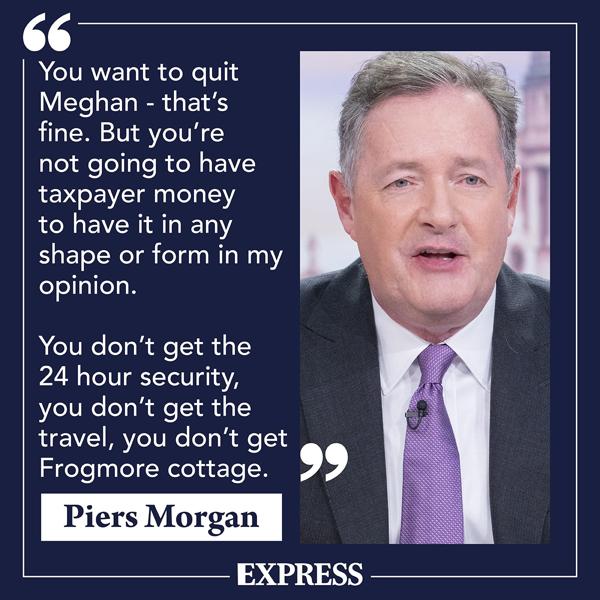 “
You want to quit
Meghan - that’s
fine. But you’re
not going to have
taxpayer money
to have it in any
shape or form in my
opinion.
You don’t get the
24 hour security,
you don’t get the
travel, you don’t get
Frogmore cottage.
”
Piers Morgan
EXPRESS